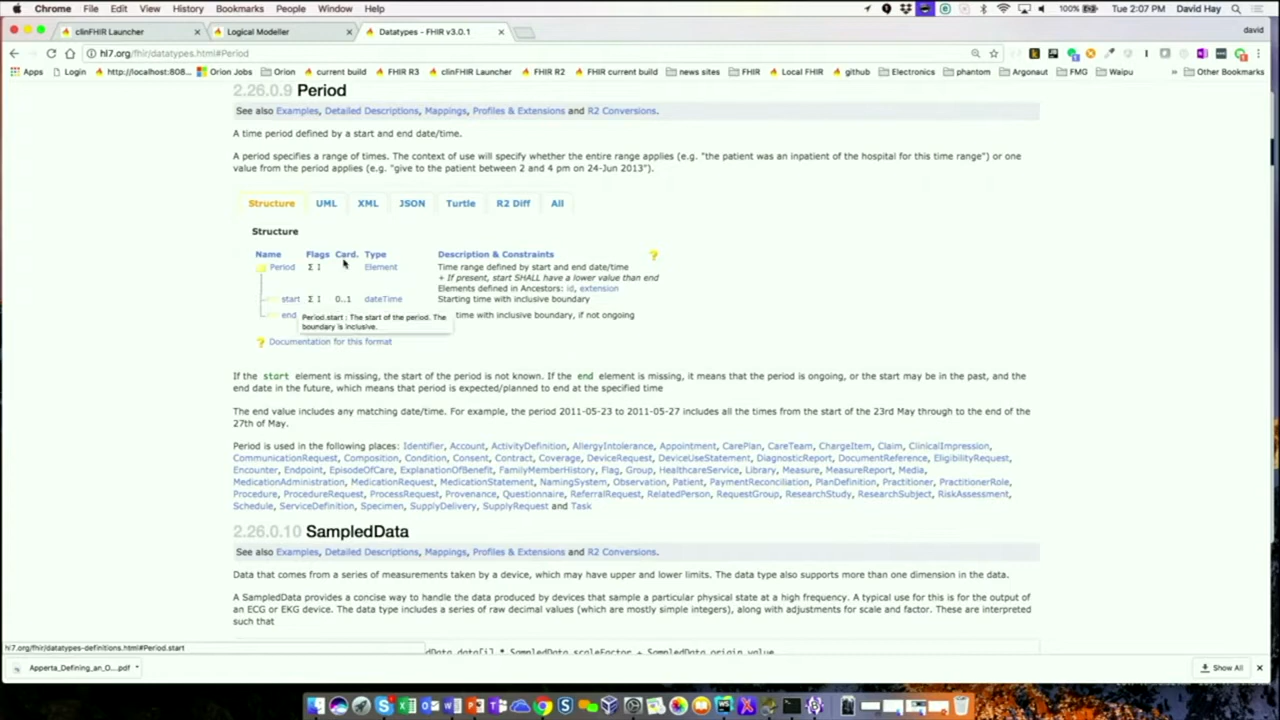 Chrome File Edit View History Bookmarks People Window Help 100% Tue 2:07 PM David Hay
clinFHIR Launcher Logical Modeller Datatypes - FHIR v3.0.1 david
hl7.org/fhir/datatypes.html#Period
Apps Login http://localhost:808... Orion Jobs Orion current build FHIR R3 clinFHIR Launcher FHIR R2 FHIR current build news sites FHIR Local FHIR github Electronics phantom Argonaut FMG Waipu » Other Bookmarks
2.26.0.9 Period
See also Examples, Detailed Descriptions, Mappings, Profiles & Extensions and R2 Conversions.
A time period defined by a start and end date/time.
A period specifies a range of times. The context of use will specify whether the entire range applies (e.g. "the patient was an inpatient of the hospital for this time range") or one
value from the period applies (e.g. "give to the patient between 2 and 4 pm on 24-Jun 2013").
Structure UML XML JSON Turtle R2 Diff All
Structure
Name Flags Card. Type Description & Constraints ?
Period Σ I Element Time range defined by start and end date/time
+ If present, start SHALL have a lower value than end
Elements defined in Ancestors: id, extension
start Σ I 0..1 dateTime Starting time with inclusive boundary
end time with inclusive boundary, if not ongoing
Period.start : The start of the period. The
boundary is inclusive.
? Documentation for this format
If the start element is missing, the start of the period is not known. If the end element is missing, it means that the period is ongoing, or the start may be in the past, and the
end date in the future, which means that period is expected/planned to end at the specified time
The end value includes any matching date/time. For example, the period 2011-05-23 to 2011-05-27 includes all the times from the start of the 23rd May through to the end of the
27th of May.
Period is used in the following places: Identifier, Account, ActivityDefinition, AllergyIntolerance, Appointment, CarePlan, CareTeam, ChargeItem, Claim, ClinicalImpression,
CommunicationRequest, Composition, Condition, Consent, Contract, Coverage, DeviceRequest, DeviceUseStatement, DiagnosticReport, DocumentReference, EligibilityRequest,
Encounter, Endpoint, EpisodeOfCare, ExplanationOfBenefit, FamilyMemberHistory, Flag, Group, HealthcareService, Library, Measure, MeasureReport, Media,
MedicationAdministration, MedicationRequest, MedicationStatement, NamingSystem, Observation, Patient, PaymentReconciliation, PlanDefinition, Practitioner, PractitionerRole,
Procedure, ProcedureRequest, ProcessRequest, Provenance, Questionnaire, ReferralRequest, RelatedPerson, RequestGroup, ResearchStudy, ResearchSubject, RiskAssessment,
Schedule, ServiceDefinition, Specimen, SupplyDelivery, SupplyRequest and Task
2.26.0.10 SampledData
See also Examples, Detailed Descriptions, Mappings, Profiles & Extensions and R2 Conversions.
Data that comes from a series of measurements taken by a device, which may have upper and lower limits. The data type also supports more than one dimension in the data.
A SampledData provides a concise way to handle the data produced by devices that sample a particular physical state at a high frequency. A typical use for this is for the output of
an ECG or EKG device. The data type includes a series of raw decimal values (which are mostly simple integers), along with adjustments for scale and factor. These are interpreted
such that
hl7.org/fhir/datatypes-definitions.html#Period.start
data[i] * SampledData.scaleFactor + SampledData.origin.value
Apperta_Defining_an_O....pdf Show All